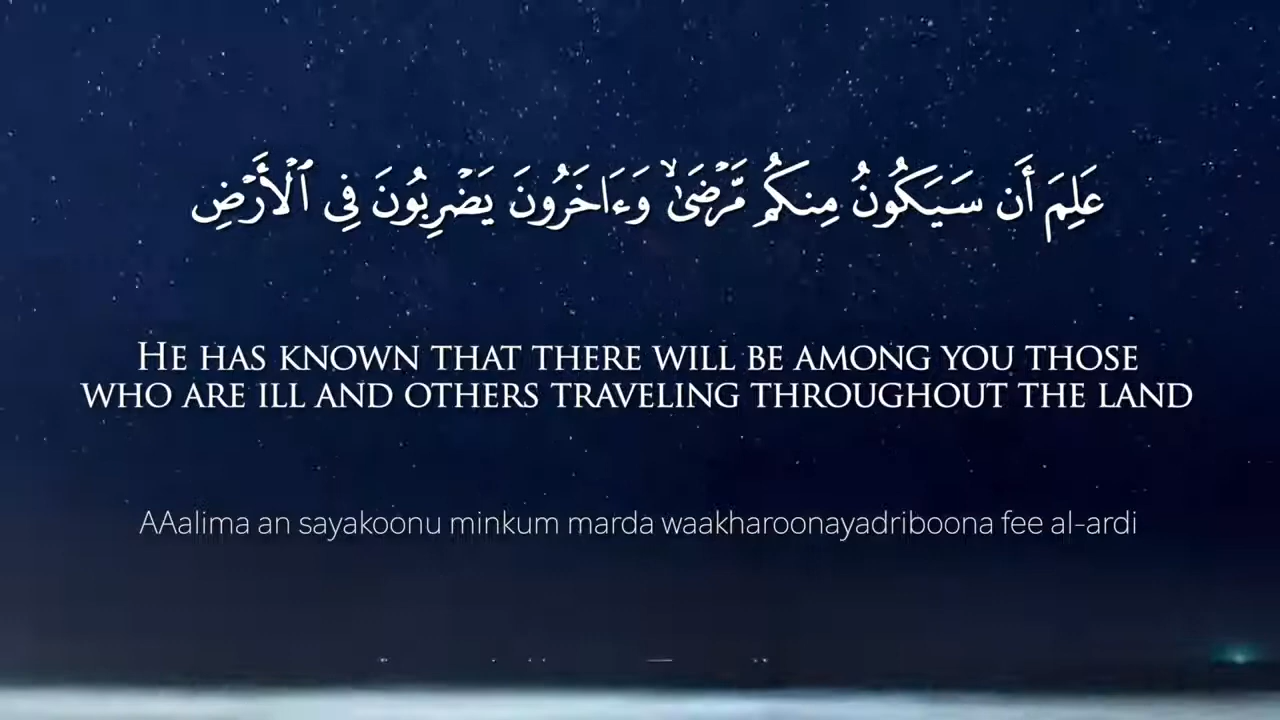 عَلِمَ أَن سَيَكُونُ مِنكُم مَّرْضَىٰ وَءَاخَرُونَ يَضْرِبُونَ فِى ٱلْأَرْضِ
HE HAS KNOWN THAT THERE WILL BE AMONG YOU THOSE
WHO ARE ILL AND OTHERS TRAVELING THROUGHOUT THE LAND
AAalima an sayakoonu minkum marda waakharoonayadriboona fee al-ardi